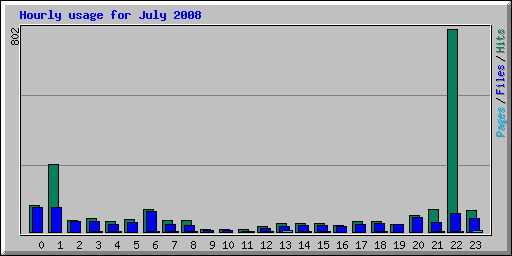 Hourly usage for July 2008
802
Pages / Files / Hits
0 1 2 3 4 5 6 7 8 9 10 11 12 13 14 15 16 17 18 19 20 21 22 23